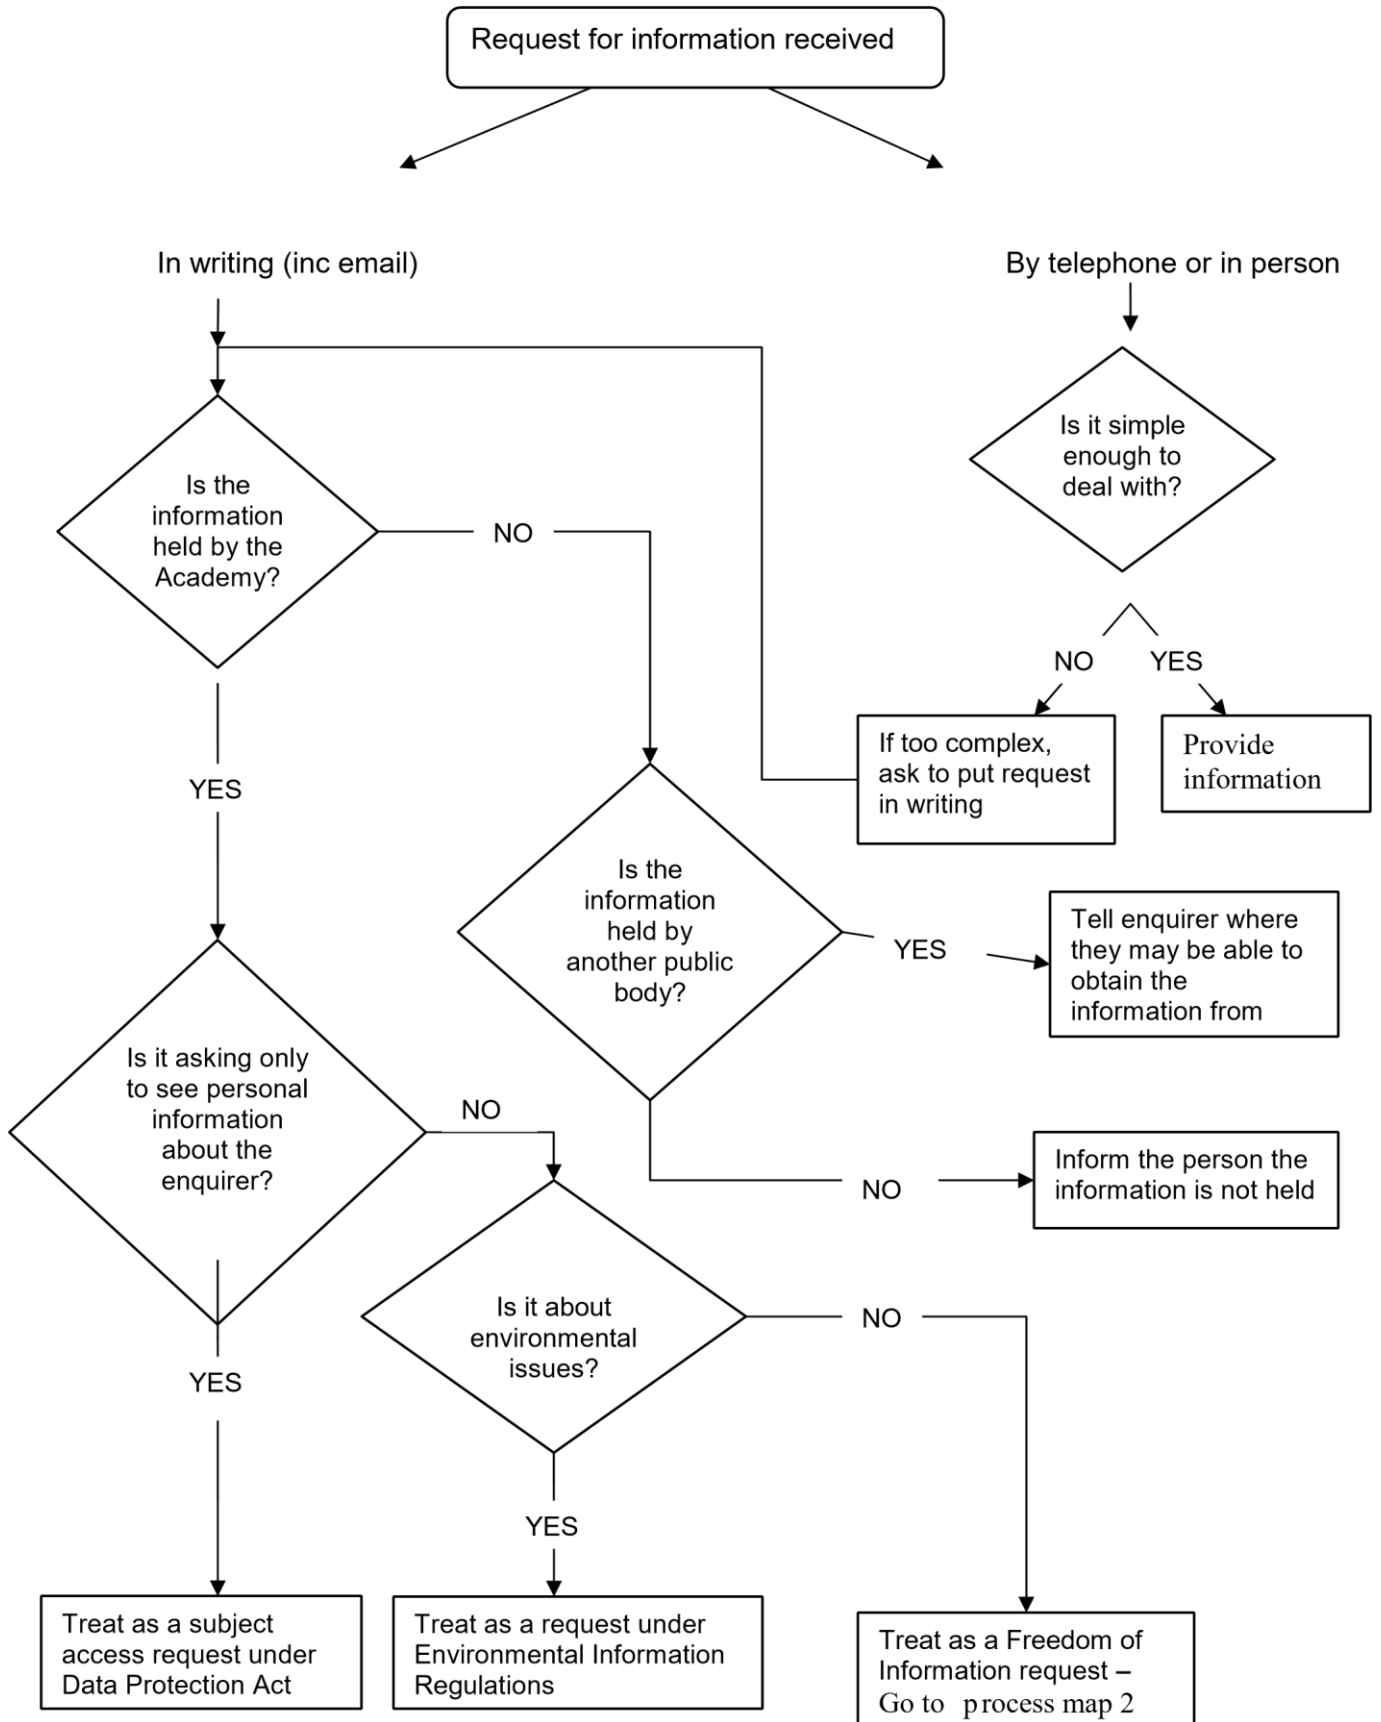 Request for information received
In writing (inc email)
By telephone or in person
Is it simple
enough to
deal with?
Is the
information
held by the
Academy?
NO
NO
YES
If too complex,
ask to put request
in writing
Provide
information
YES
Is the
information
held by
another public
body?
YES
Tell enquirer where
they may be able to
obtain the
information from
Is it asking only
to see personal
information
about the
enquirer?
NO
NO
Inform the person the
information is not held
Is it about
environmental
issues?
NO
YES
YES
Treat as a subject
access request under
Data Protection Act
Treat as a request under
Environmental Information
Regulations
Treat as a Freedom of
Information request –
Go to process map 2